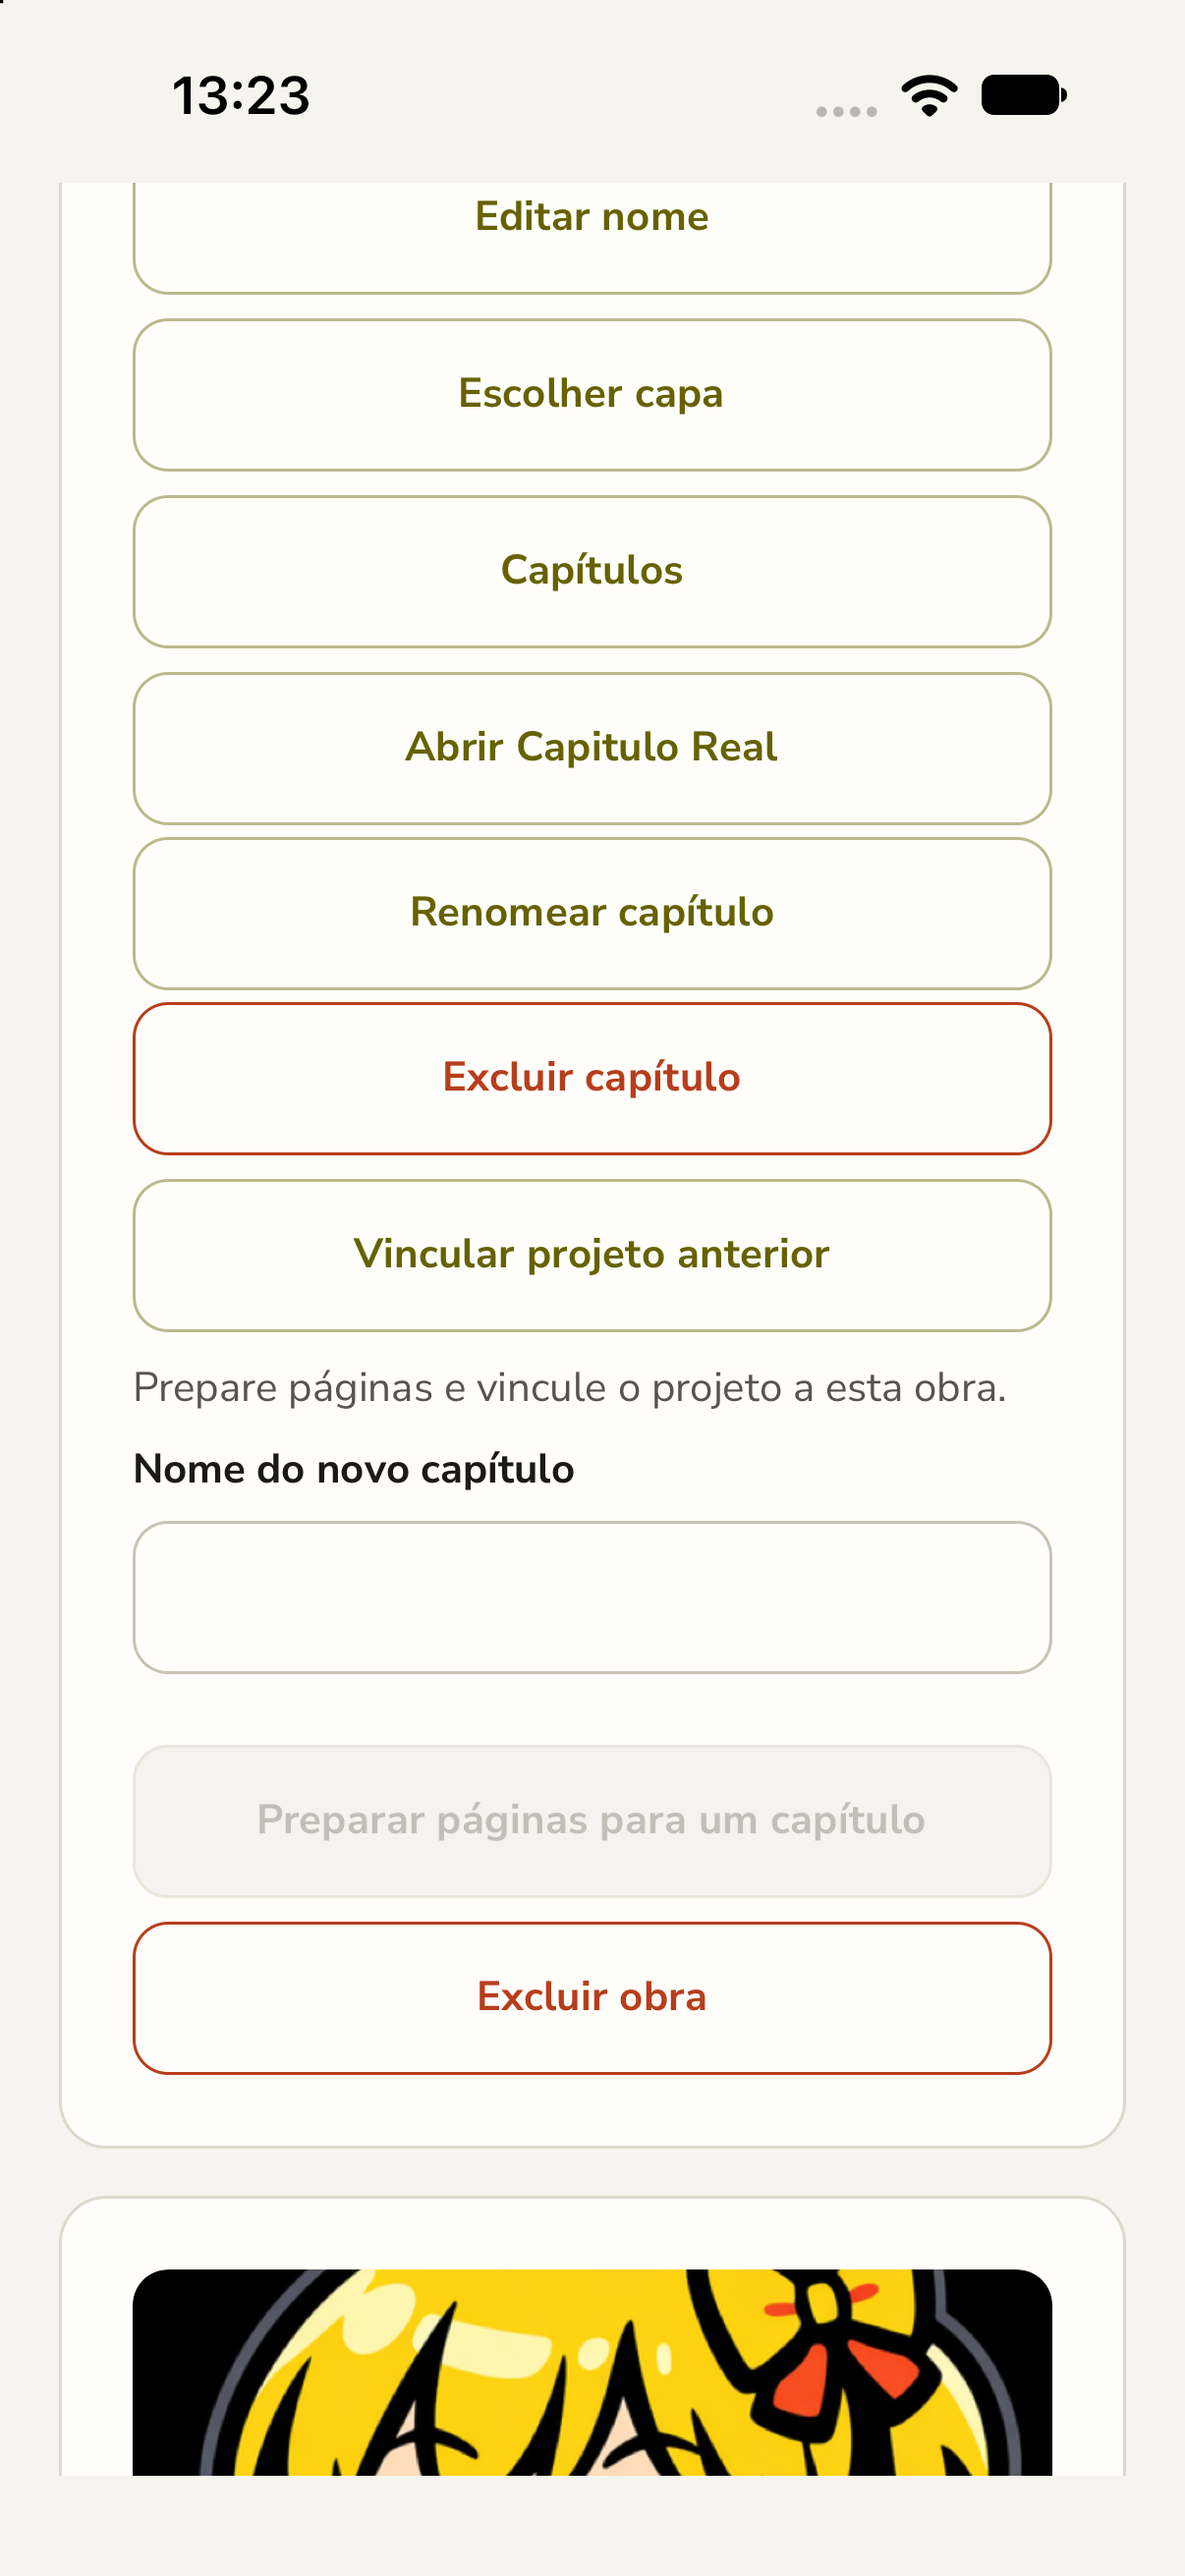 13:23
Editar nome
Escolher capa
Capítulos
Abrir Capitulo Real
Renomear capítulo
Excluir capítulo
Vincular projeto anterior
Prepare páginas e vincule o projeto a esta obra.
Nome do novo capítulo
Preparar páginas para um capítulo
Excluir obra